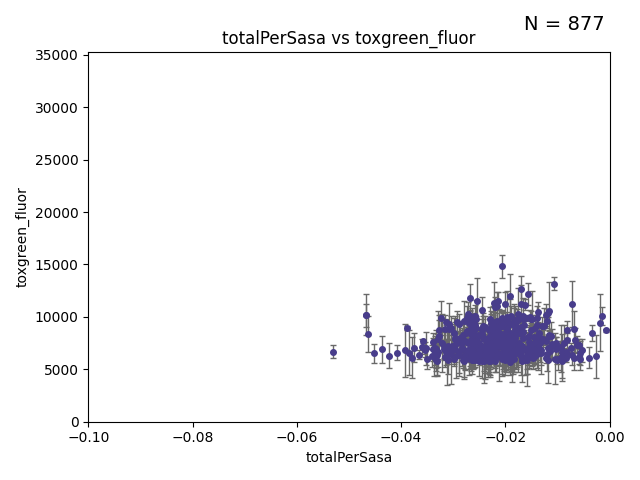 N = 877
totalPerSasa vs toxgreen_fluor
35000
30000
25000
20000
15000
10000
5000
0
toxgreen_fluor
−0.10 −0.08 −0.06 −0.04 −0.02 0.00
totalPerSasa